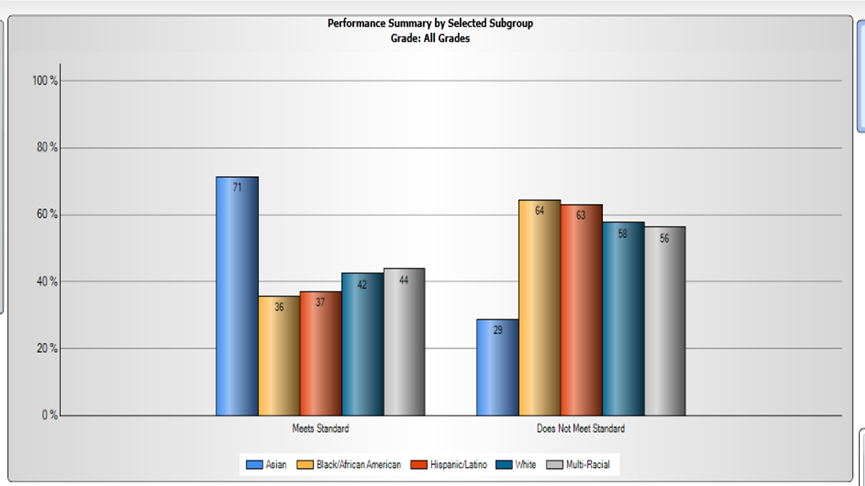 Performance Summary by Selected Subgroup
Grade: All Grades
100 %
80 %
60 %
40 %
20 %
0 %
71
36
37
42
44
29
64
63
58
56
Meets Standard
Does Not Meet Standard
Asian
Black/African American
Hispanic/Latino
White
Multi-Racial